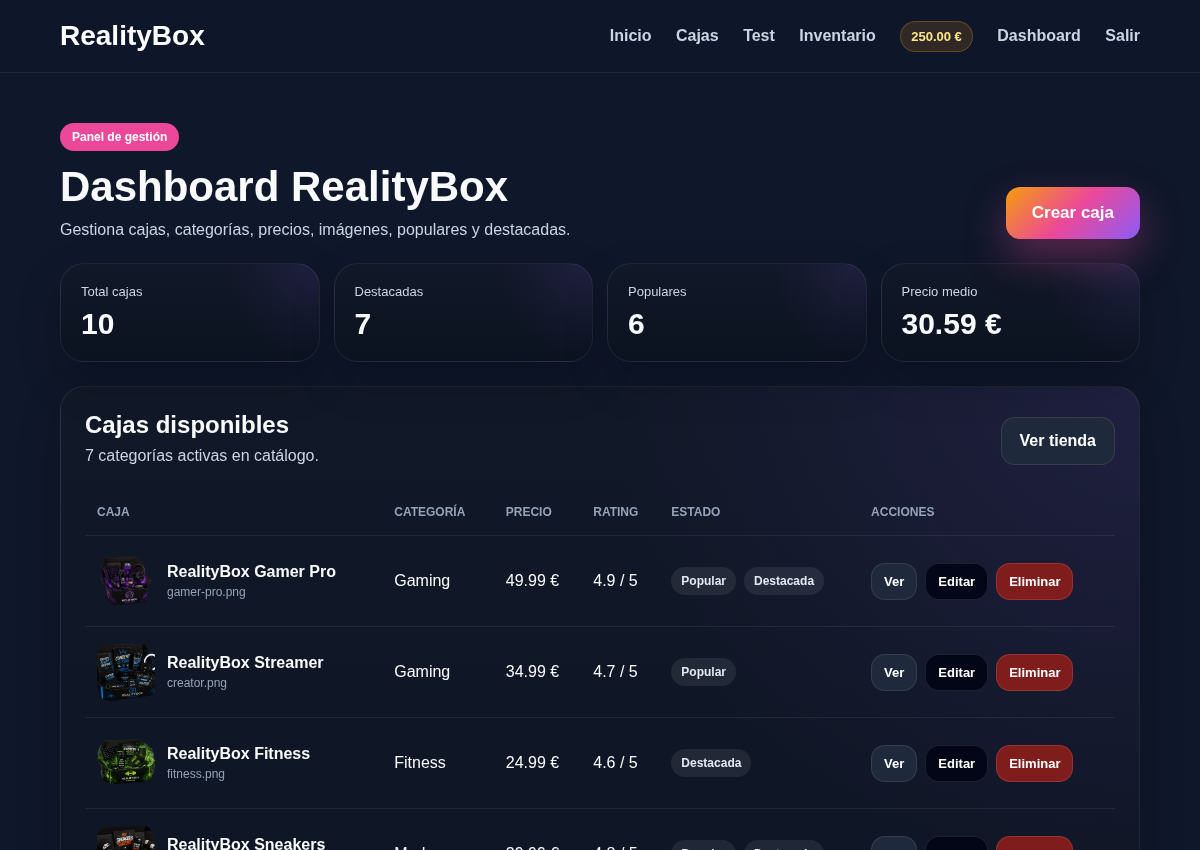 RealityBox
Inicio Cajas Test Inventario 250.00 € Dashboard Salir
Panel de gestión
Dashboard RealityBox
Gestiona cajas, categorías, precios, imágenes, populares y destacadas.
Crear caja
Total cajas
10
Destacadas
7
Populares
6
Precio medio
30.59 €
Cajas disponibles
7 categorías activas en catálogo.
Ver tienda
CAJA CATEGORÍA PRECIO RATING ESTADO ACCIONES
RealityBox Gamer Pro
gamer-pro.png
Gaming 49.99 € 4.9 / 5 Popular Destacada Ver Editar Eliminar
RealityBox Streamer
creator.png
Gaming 34.99 € 4.7 / 5 Popular Ver Editar Eliminar
RealityBox Fitness
fitness.png
Fitness 24.99 € 4.6 / 5 Destacada Ver Editar Eliminar
RealityBox Sneakers